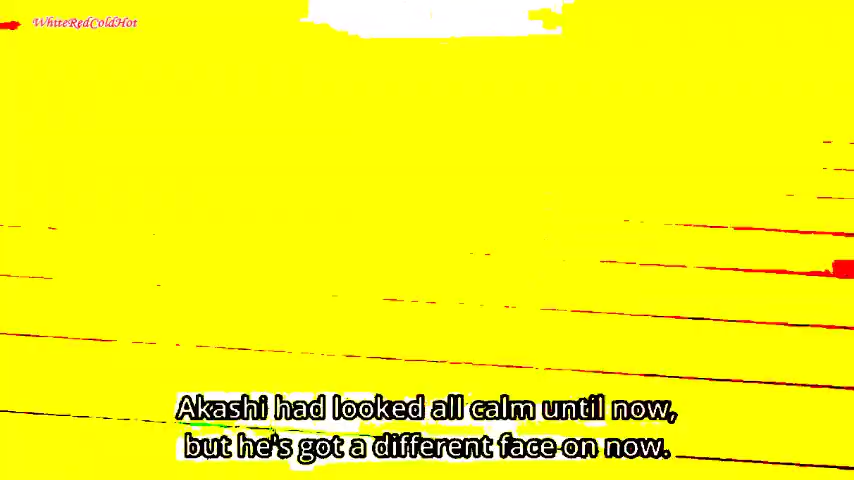 WhiteRedColdHot
Akashi had looked all calm until now,
but he's got a different face on now.